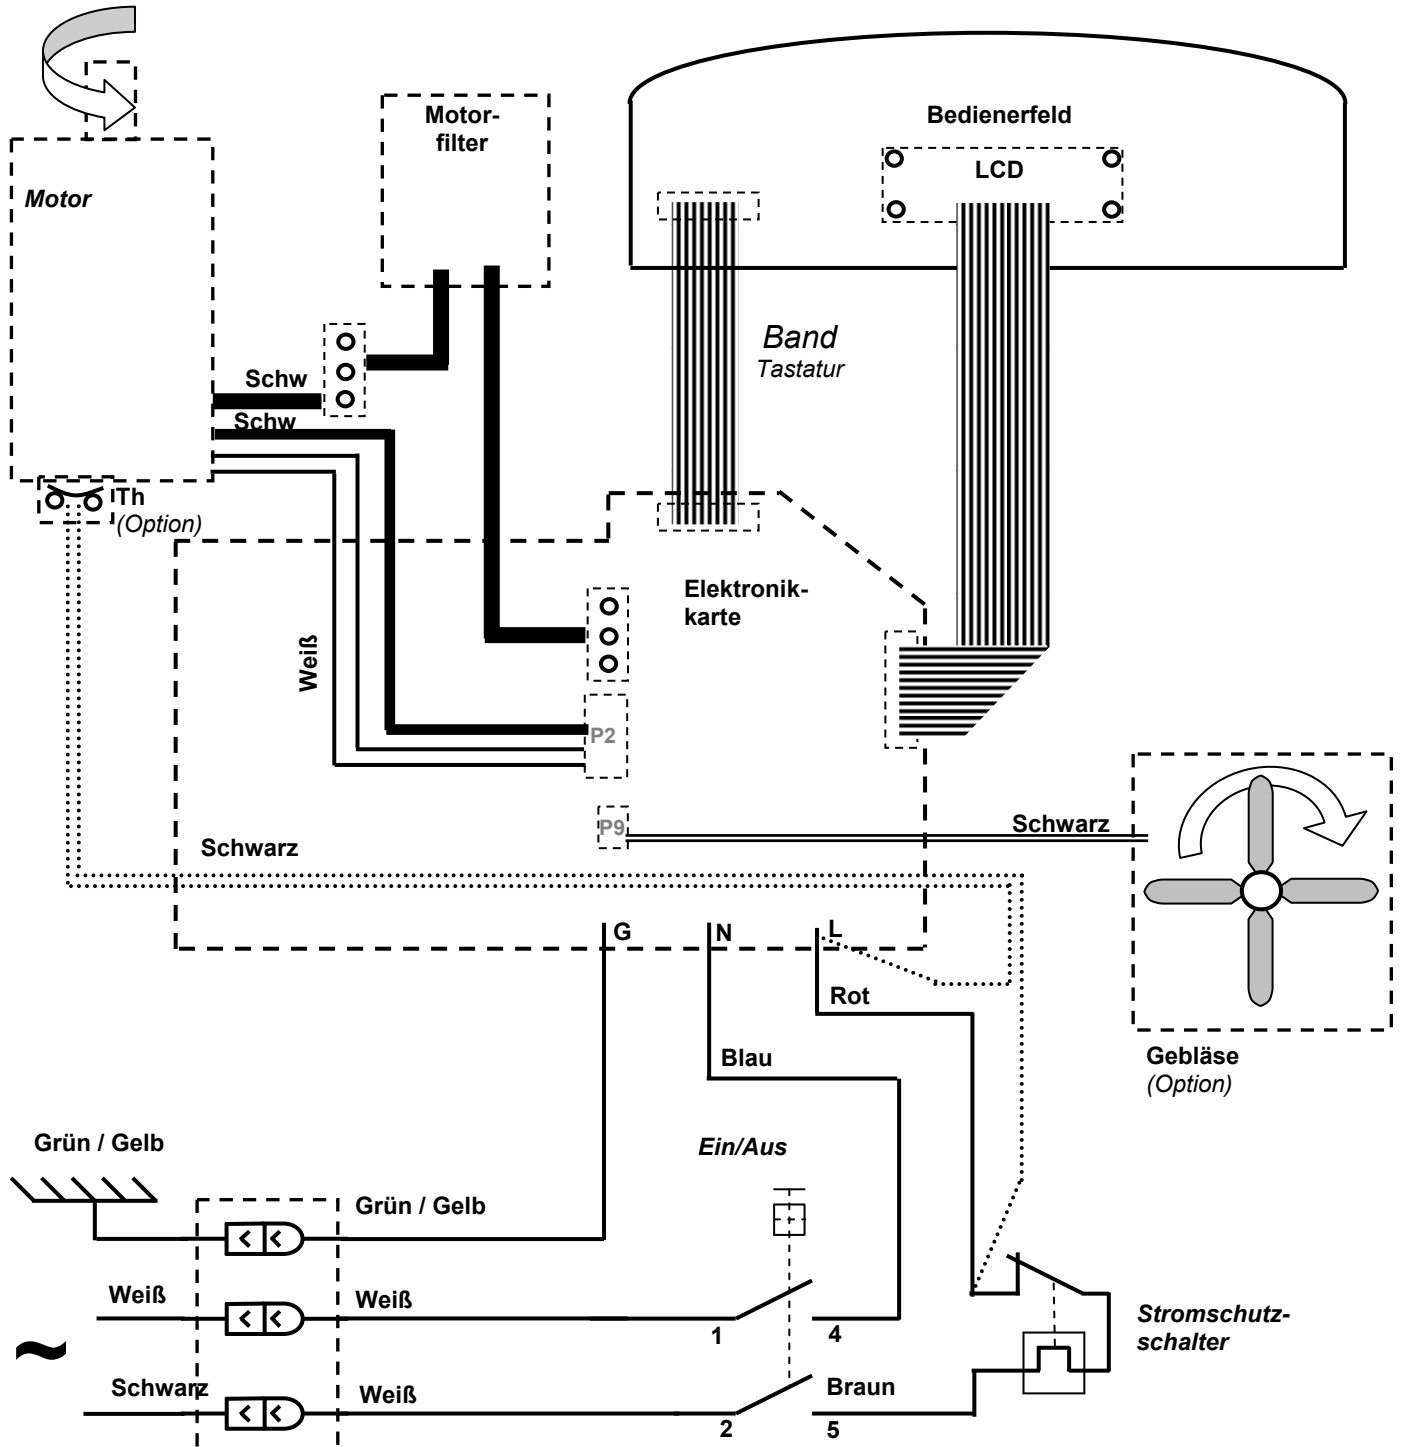 Motor-
filter
Bedienerfeld
LCD
Motor
Band
Tastatur
Schw
Schw
Th
(Option)
Elektronik-
karte
Weiß
P2
P9
Schwarz
Schwarz
G
N
L
Rot
Blau
Gebläse
(Option)
Grün / Gelb
Ein/Aus
Grün / Gelb
Weiß
Weiß
1
4
Stromschutz-
schalter
~
Schwarz
Weiß
Braun
2
5